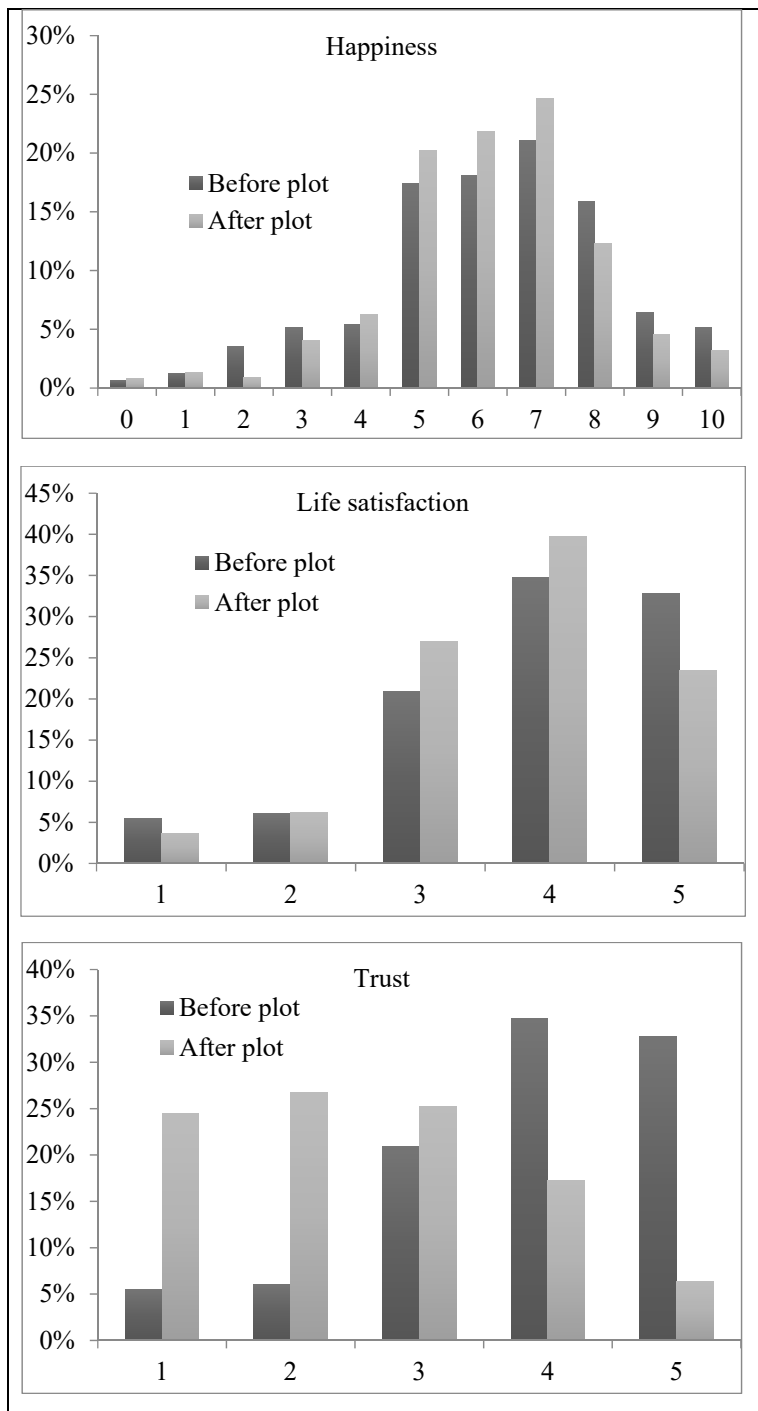 30%
Happiness
25%
20%
Before plot
15%
After plot
10%
5%
0%
0 1 2 3 4 5 6 7 8 9 10
45%
Life satisfaction
40%
Before plot
35%
After plot
30%
25%
20%
15%
10%
5%
0%
1 2 3 4 5
40%
Trust
Before plot
35%
After plot
30%
25%
20%
15%
10%
5%
0%
1 2 3 4 5